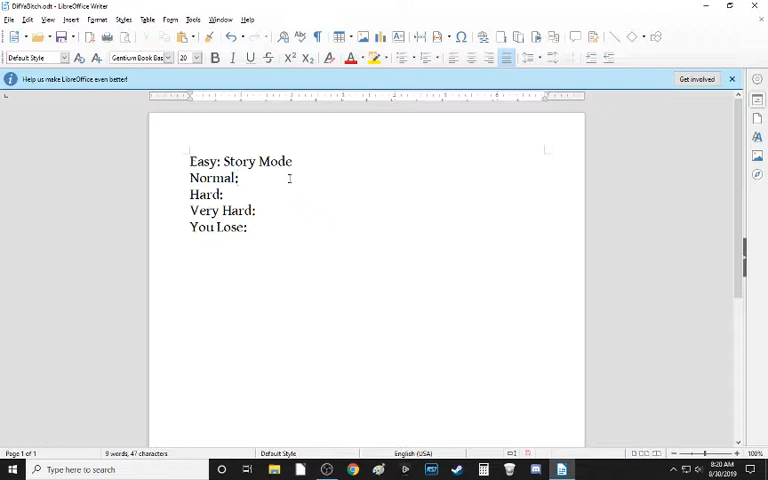 DiffYaBitch.odt - LibreOffice Writer
File Edit View Insert Format Styles Table Form Tools Window Help
Default Style Gentium Book Bas 20
Help us make LibreOffice even better! Get involved
Easy: Story Mode
Normal:
Hard:
Very Hard:
You Lose:
Page 1 of 1 9 words, 47 characters Default Style English (USA) 100%
Type here to search
8:20 AM
8/30/2019